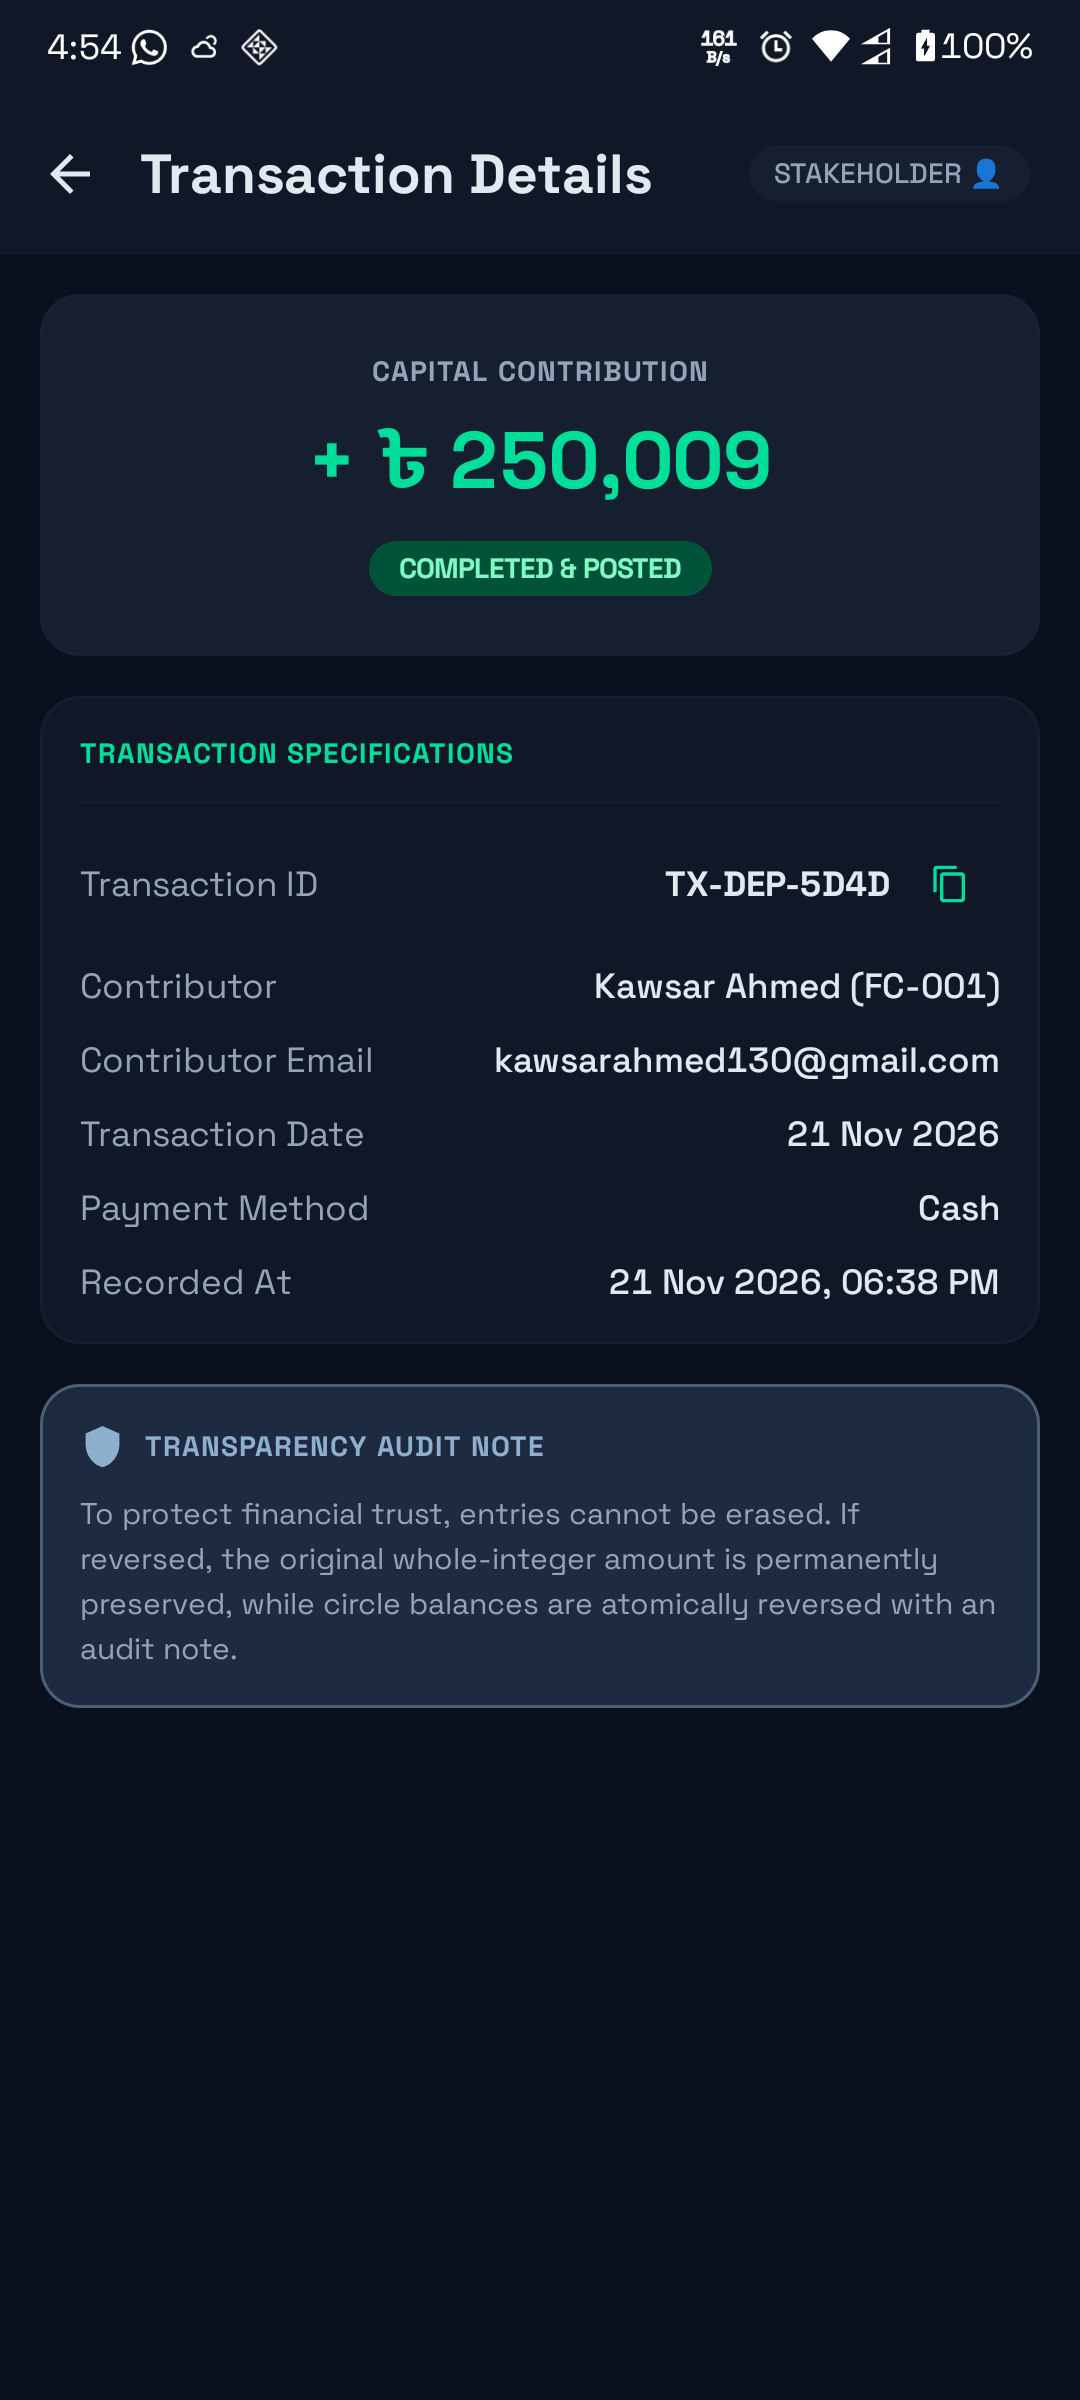 4:54
161
B/s
100%
Transaction Details
STAKEHOLDER
CAPITAL CONTRIBUTION
+ ৳ 250,009
COMPLETED & POSTED
TRANSACTION SPECIFICATIONS
Transaction ID TX-DEP-5D4D
Contributor Kawsar Ahmed (FC-001)
Contributor Email kawsarahmed130@gmail.com
Transaction Date 21 Nov 2026
Payment Method Cash
Recorded At 21 Nov 2026, 06:38 PM
TRANSPARENCY AUDIT NOTE
To protect financial trust, entries cannot be erased. If
reversed, the original whole-integer amount is permanently
preserved, while circle balances are atomically reversed with an
audit note.